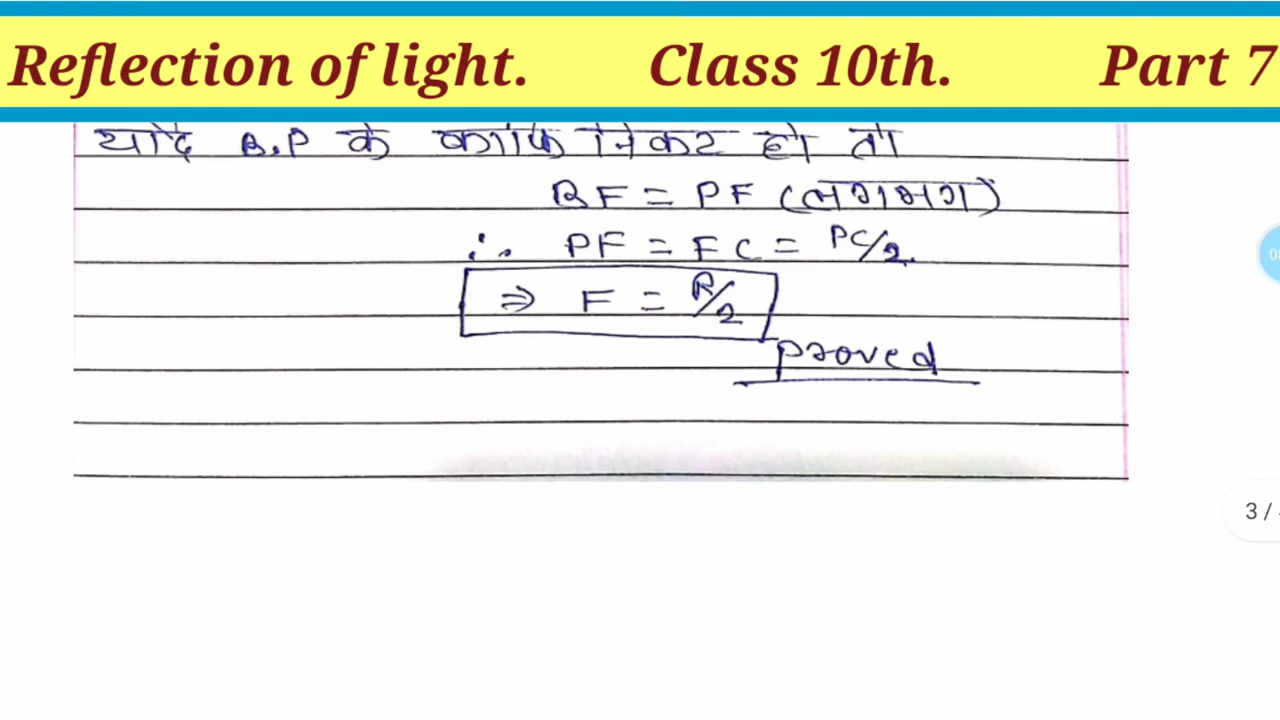 Reflection of light. Class 10th. Part 7
यदि B.P के काफि निकट हो तो
BF = PF (लगभग)
∴ PF = FC = PC/2.
⇒ F = R/2
proved
3 /